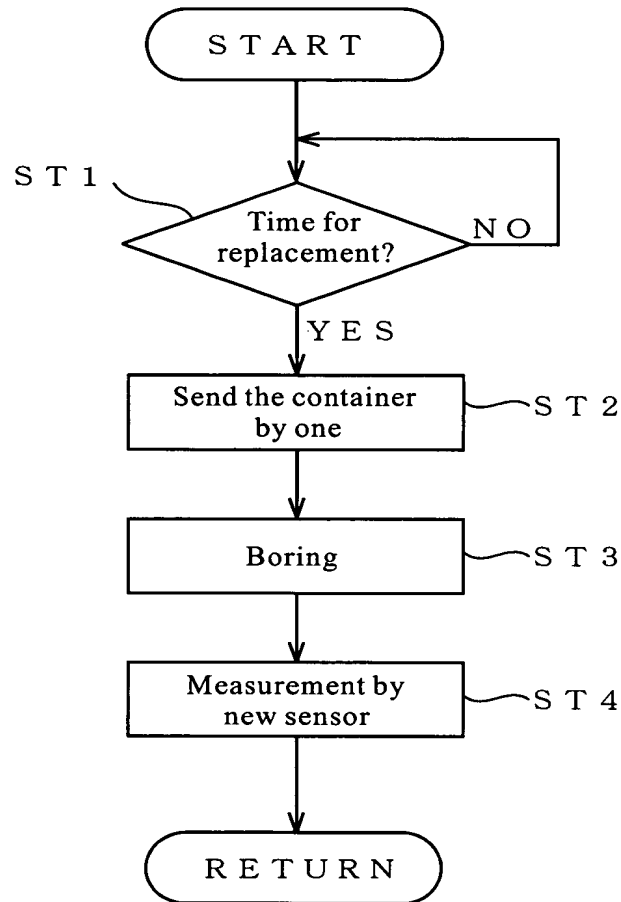 START
ST1
Time for
replacement?
NO
YES
Send the container
by one
ST2
Boring
ST3
Measurement by
new sensor
ST4
RETURN